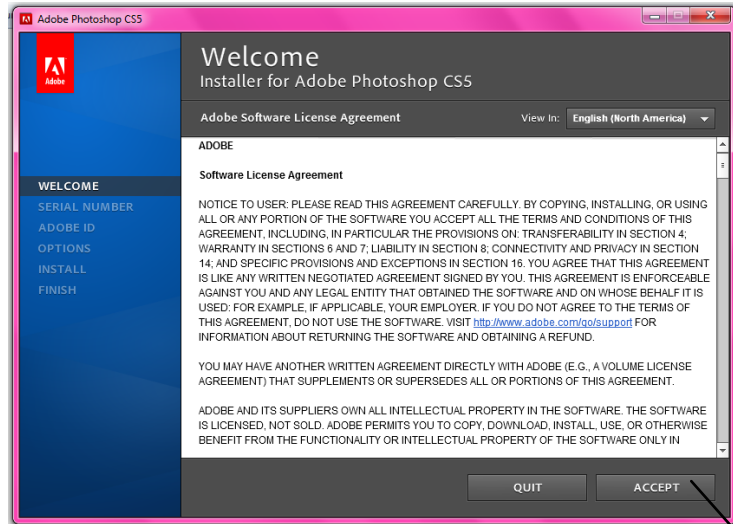 Adobe Photoshop CS5
Adobe
Welcome
Installer for Adobe Photoshop CS5
Adobe Software License Agreement
View In: English (North America)
WELCOME
SERIAL NUMBER
ADOBE ID
OPTIONS
INSTALL
FINISH
ADOBE
Software License Agreement
NOTICE TO USER: PLEASE READ THIS AGREEMENT CAREFULLY. BY COPYING, INSTALLING, OR USING
ALL OR ANY PORTION OF THE SOFTWARE YOU ACCEPT ALL THE TERMS AND CONDITIONS OF THIS
AGREEMENT, INCLUDING, IN PARTICULAR THE PROVISIONS ON: TRANSFERABILITY IN SECTION 4;
WARRANTY IN SECTIONS 6 AND 7; LIABILITY IN SECTION 8; CONNECTIVITY AND PRIVACY IN SECTION
14; AND SPECIFIC PROVISIONS AND EXCEPTIONS IN SECTION 16. YOU AGREE THAT THIS AGREEMENT
IS LIKE ANY WRITTEN NEGOTIATED AGREEMENT SIGNED BY YOU. THIS AGREEMENT IS ENFORCEABLE
AGAINST YOU AND ANY LEGAL ENTITY THAT OBTAINED THE SOFTWARE AND ON WHOSE BEHALF IT IS
USED: FOR EXAMPLE, IF APPLICABLE, YOUR EMPLOYER. IF YOU DO NOT AGREE TO THE TERMS OF
THIS AGREEMENT, DO NOT USE THE SOFTWARE. VISIT http://www.adobe.com/go/support FOR
INFORMATION ABOUT RETURNING THE SOFTWARE AND OBTAINING A REFUND.
YOU MAY HAVE ANOTHER WRITTEN AGREEMENT DIRECTLY WITH ADOBE (E.G., A VOLUME LICENSE
AGREEMENT) THAT SUPPLEMENTS OR SUPERSEDES ALL OR PORTIONS OF THIS AGREEMENT.
ADOBE AND ITS SUPPLIERS OWN ALL INTELLECTUAL PROPERTY IN THE SOFTWARE. THE SOFTWARE
IS LICENSED, NOT SOLD. ADOBE PERMITS YOU TO COPY, DOWNLOAD, INSTALL, USE, OR OTHERWISE
BENEFIT FROM THE FUNCTIONALITY OR INTELLECTUAL PROPERTY OF THE SOFTWARE ONLY IN
QUIT
ACCEPT